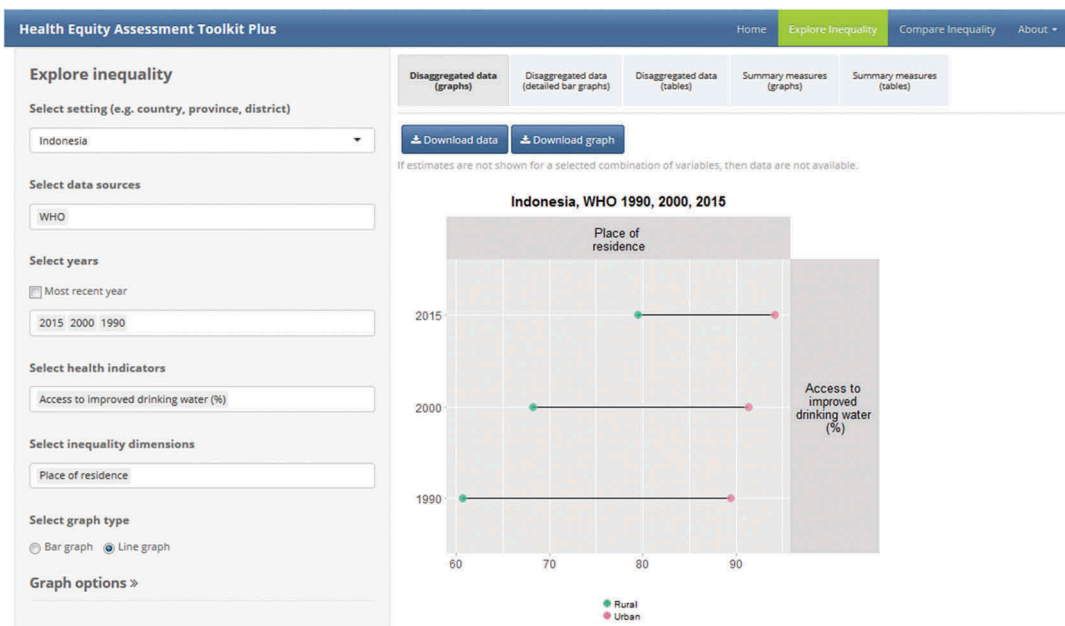 Health Equity Assessment Toolkit Plus
Home
Explore Inequality
Compare Inequality
About
Explore inequality
Select setting (e.g. country, province, district)
Indonesia
Select data sources
WHO
Select years
Most recent year
2015 2000 1990
Select health indicators
Access to improved drinking water (%)
Select inequality dimensions
Place of residence
Select graph type
Bar graph
Line graph
Graph options »
Disaggregated data
(graphs)
Disaggregated data
(detailed bar graphs)
Disaggregated data
(tables)
Summary measures
(graphs)
Summary measures
(tables)
Download data
Download graph
If estimates are not shown for a selected combination of variables, then data are not available.
Indonesia, WHO 1990, 2000, 2015
Place of
residence
2015
2000
1990
Access to
improved
drinking water
(%)
60
70
80
90
Rural
Urban